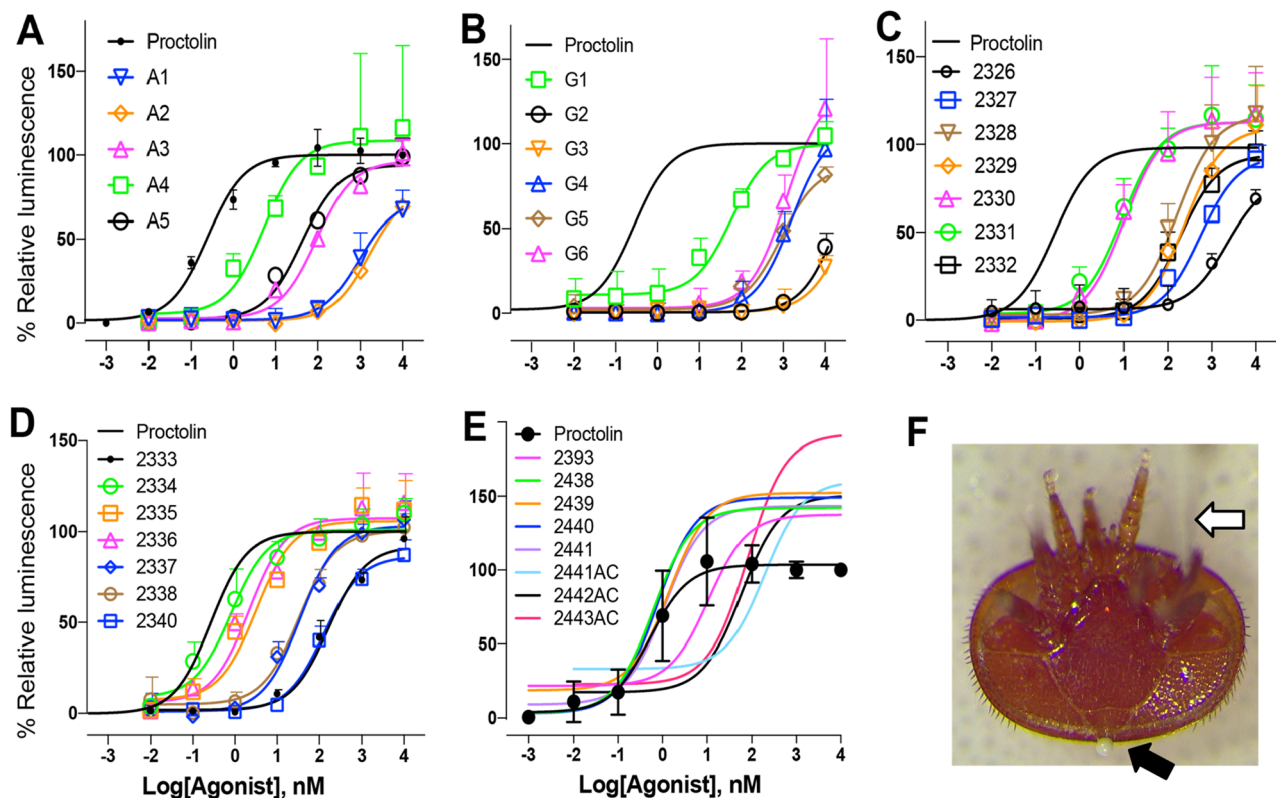 A
Proctolin
A1
A2
A3
A4
A5
% Relative luminescence
150
100
50
0
-3 -2 -1 0 1 2 3 4
B
Proctolin
G1
G2
G3
G4
G5
G6
150
100
50
0
-3 -2 -1 0 1 2 3 4
C
Proctolin
2326
2327
2328
2329
2330
2331
2332
150
100
50
0
-3 -2 -1 0 1 2 3 4
D
Proctolin
2333
2334
2335
2336
2337
2338
2340
% Relative luminescence
150
100
50
0
-3 -2 -1 0 1 2 3 4
Log[Agonist], nM
E
Proctolin
2393
2438
2439
2440
2441
2441AC
2442AC
2443AC
200
150
100
50
0
-3 -2 -1 0 1 2 3 4
Log[Agonist], nM
F